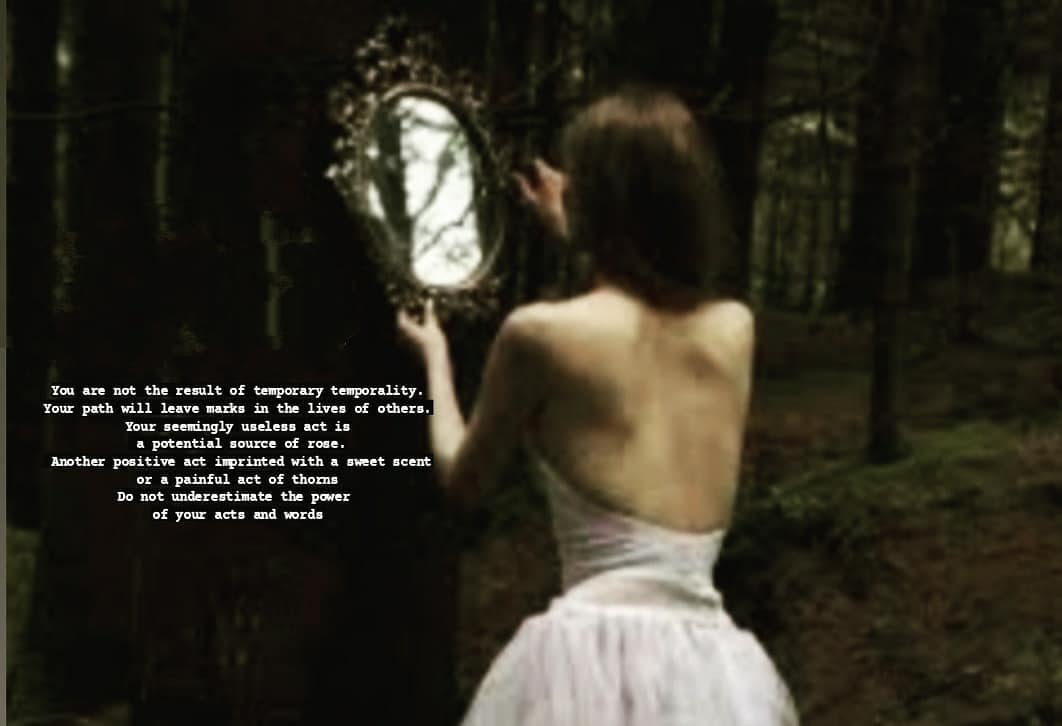 You are not the result of temporary temporality.
Your path will leave marks in the lives of others.
Your seemingly useless act is
a potential source of rose.
Another positive act imprinted with a sweet scent
or a painful act of thorns
Do not underestimate the power
of your acts and words